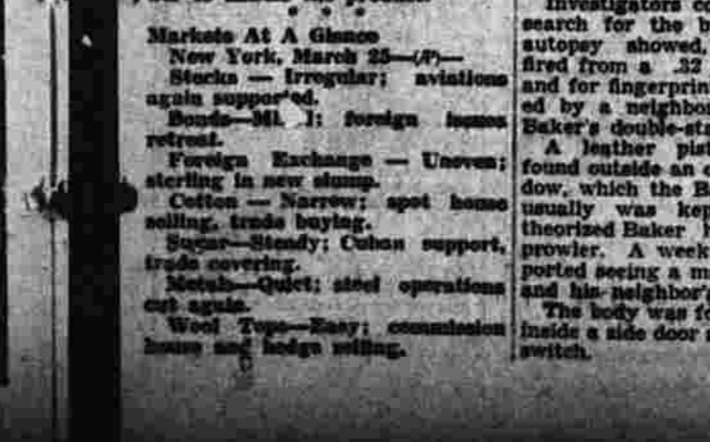 Markets At A Glance
New York, March 25—(AP)—
Stocks — Irregular; aviations
again supported.
Bonds—; foreign issues
retreat.
Foreign Exchange — Uneven;
sterling in new slump.
Cotton — Narrow; spot house
selling, trade buying.
Sugar—Steady; Cuban support,
trade covering.
Metals—Quiet; steel operations
cut again.
Wool Tops—Easy; commission
house and hedge selling.
Investigators
search for the
autopsy showed,
fired from a .32
and for fingerprin
ed by a neighbor
Baker's double-sta
A leather pist
found outside an
dow, which the B
usually was kep
theorized Baker
prowler. A week
ported seeing a m
and his neighbor's
The body was fo
inside a side door
switch.